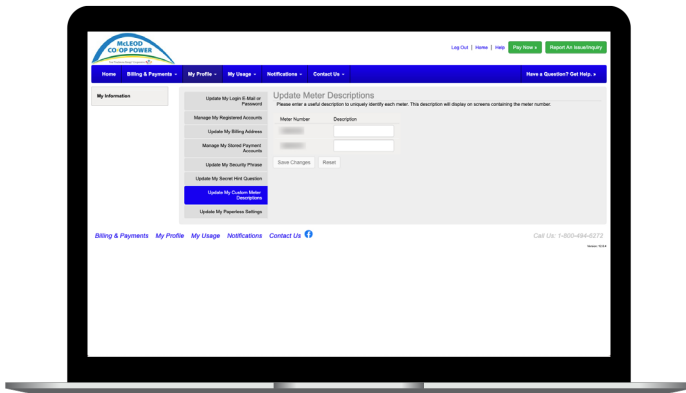 McLEOD
CO-OP POWER
Log Out | Home | Help Pay Now » Report An Issue/Inquiry
Home Billing & Payments My Profile My Usage Notifications Contact Us Have a Question? Get Help. »
My Information
Update My Login E-Mail or
Password
Manage My Registered Accounts
Update My Billing Address
Manage My Stored Payment
Accounts
Update My Security Phrase
Update My Secret Hint Question
Update My Custom Meter
Descriptions
Update My Paperless Settings
Update Meter Descriptions
Please enter a useful description to uniquely identify each meter. This description will display on screens containing the meter number.
Meter Number Description
Save Changes Reset
Billing & Payments My Profile My Usage Notifications Contact Us
Call Us: 1-800-494-6272